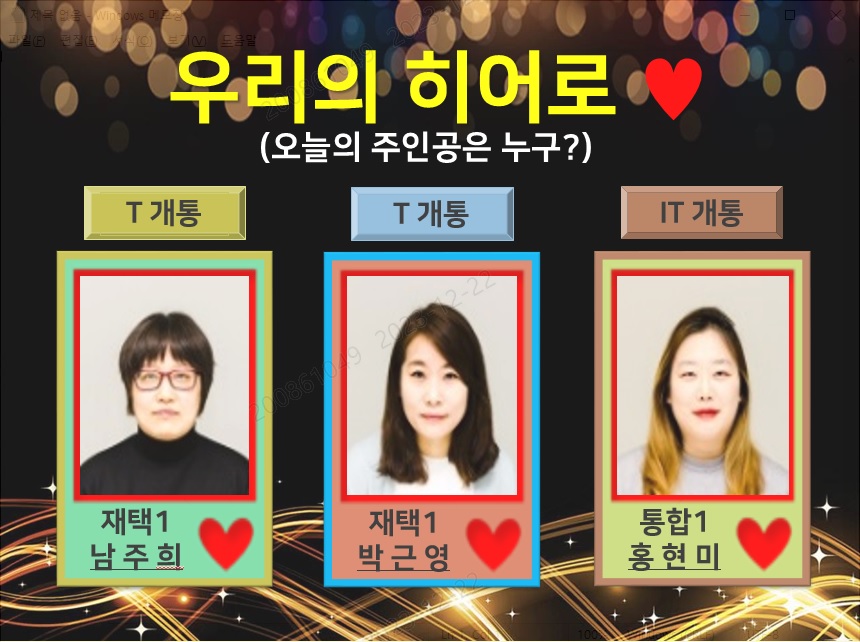 우리의 히어로
(오늘의 주인공은 누구?)
T 개통
T 개통
IT 개통
재택1
남 주 희
재택1
박 근 영
통합1
홍 현 미